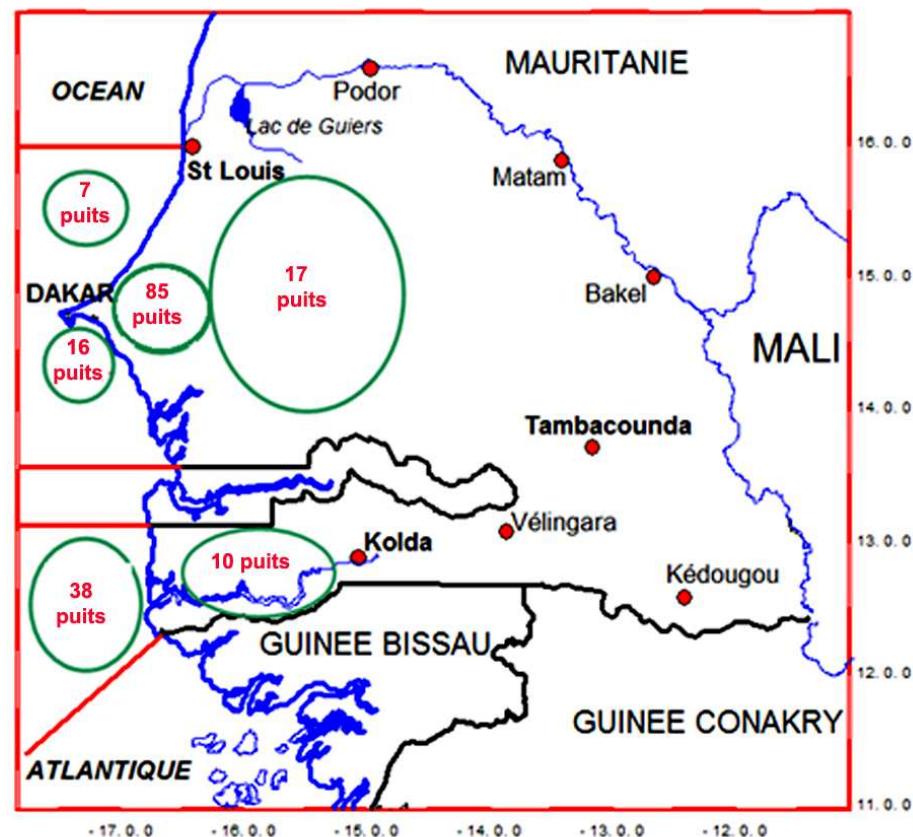 MAURITANIE
OCEAN
Podor
Lac de Guiers
16.0.0
St Louis
Matam
7
puits
17
puits
15.0.0
DAKAR
85
puits
Bakel
16
puits
MALI
14.0.0
Tambacounda
Vélingara
Kolda
13.0.0
10 puits
Kédougou
38
puits
GUINEE BISSAU
12.0.0
GUINEE CONAKRY
ATLANTIQUE
11.0.0
-17.0.0
-16.0.0
-15.0.0
-14.0.0
-13.0.0
-12.0.0